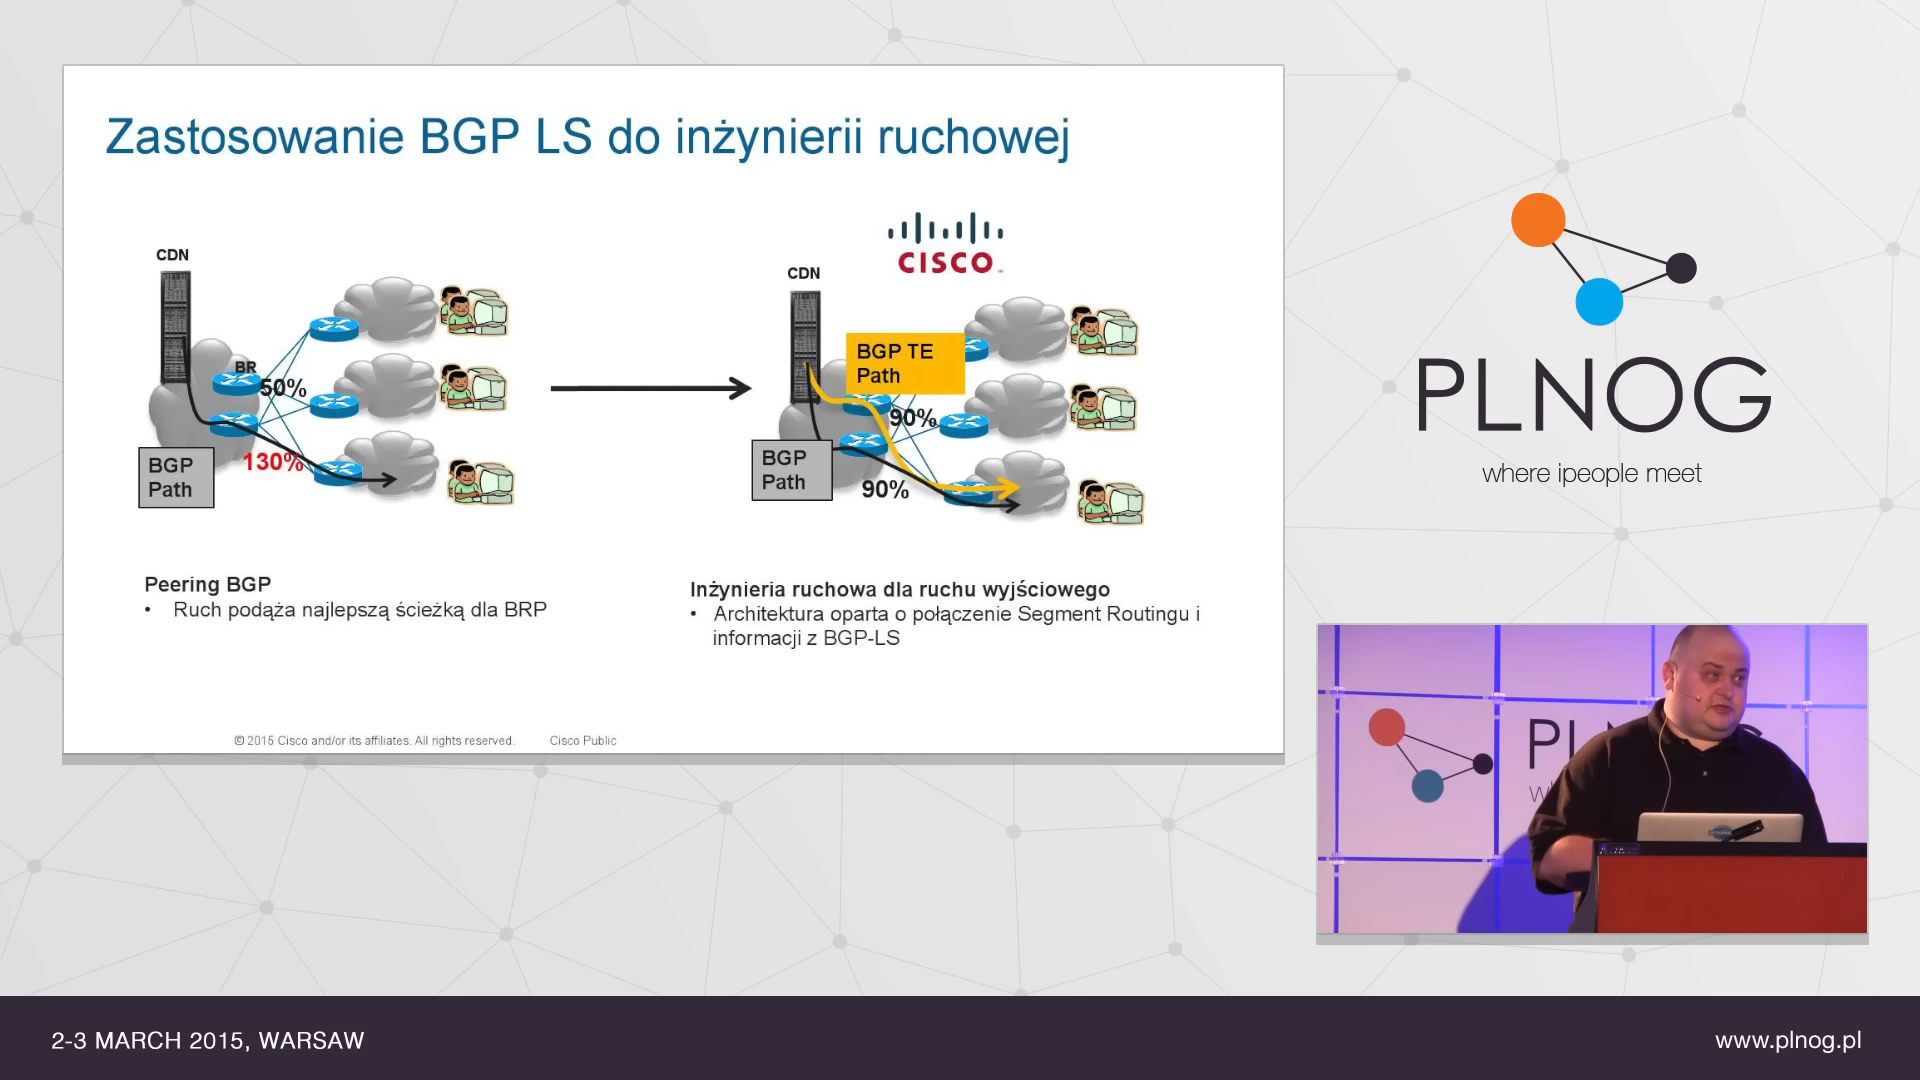 Zastosowanie BGP LS do inżynierii ruchowej
CDN
BR
50%
130%
BGP
Path
CISCO
CDN
BGP TE
Path
90%
BGP
Path
90%
Peering BGP
• Ruch podąża najlepszą ścieżką dla BRP
Inżynieria ruchowa dla ruchu wyjściowego
• Architektura oparta o połączenie Segment Routingu i
informacji z BGP-LS
© 2015 Cisco and/or its affiliates. All rights reserved. Cisco Public
PLNOG
where ipeople meet
2-3 MARCH 2015, WARSAW
www.plnog.pl